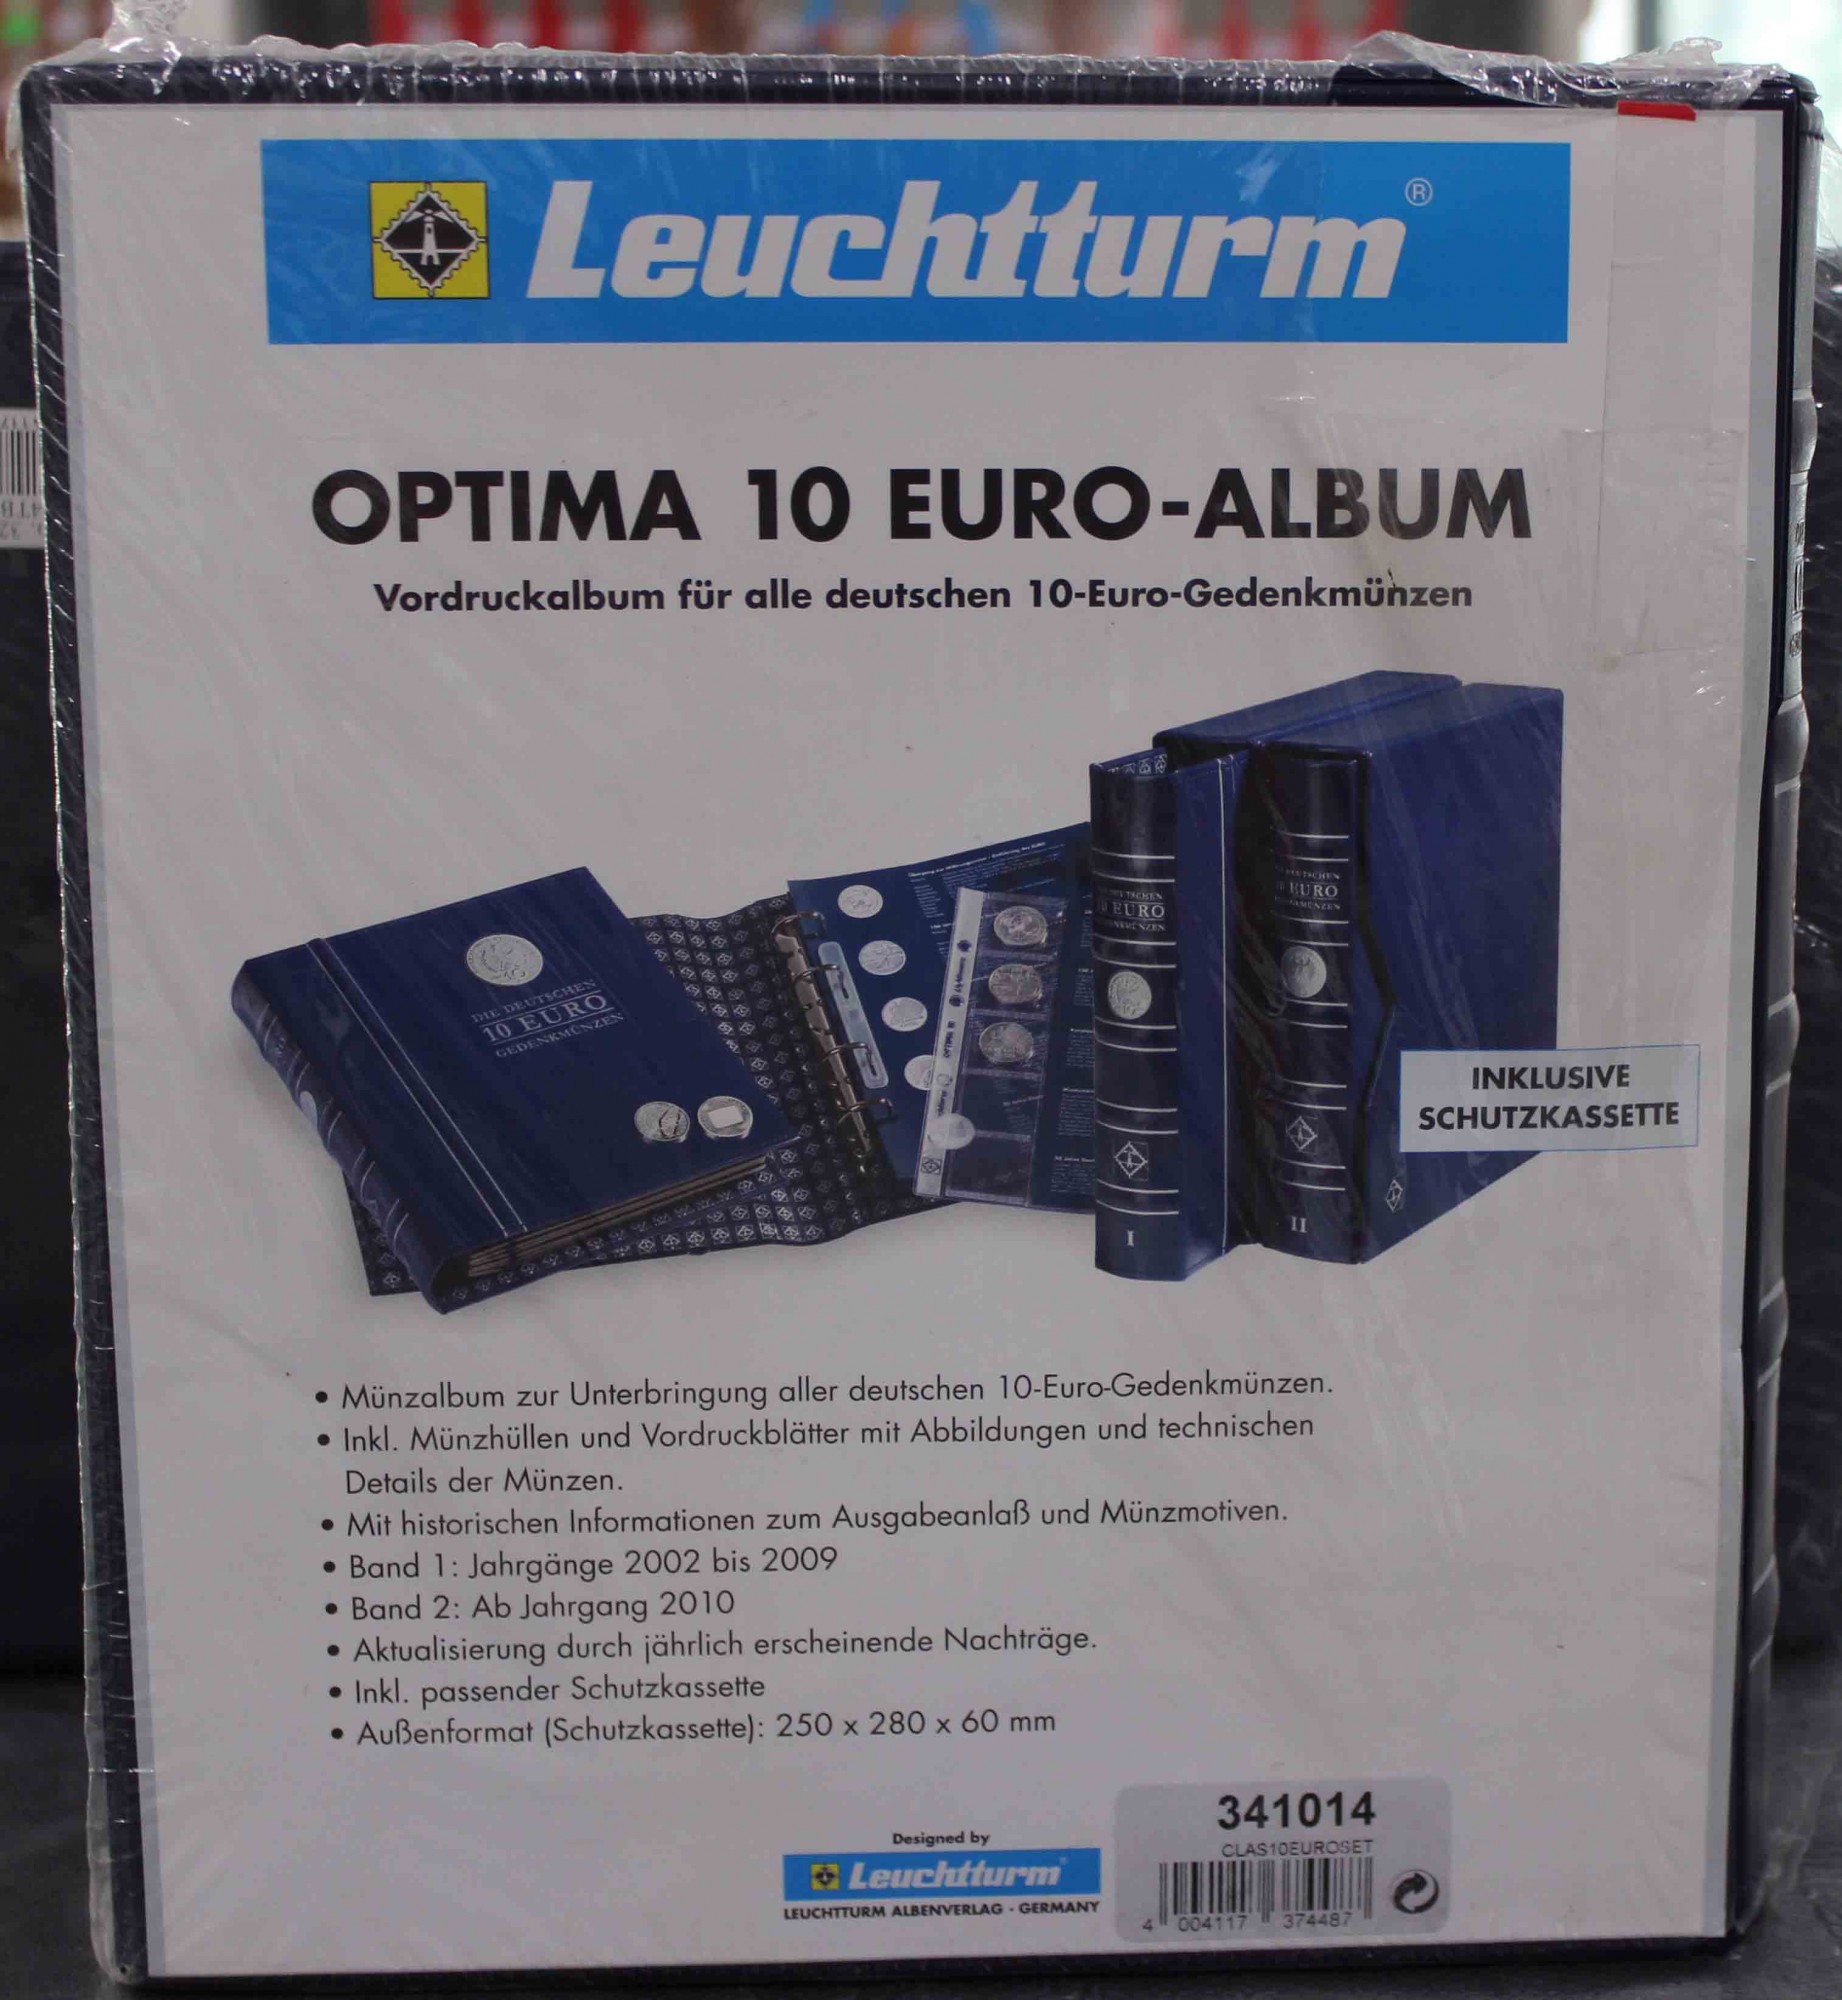 Leuchtturm®
OPTIMA 10 EURO-ALBUM
Vordruckalbum für alle deutschen 10-Euro-Gedenkmünzen
DIE DEUTSCHEN
10 EURO
GEDENKMÜNZEN
EURO
I
DEUTSCHEN
EURO
II
INKLUSIVE
SCHUTZKASSETTE
• Münzalbum zur Unterbringung aller deutschen 10-Euro-Gedenkmünzen.
• Inkl. Münzhüllen und Vordruckblätter mit Abbildungen und technischen
Details der Münzen.
• Mit historischen Informationen zum Ausgabeanlaß und Münzmotiven.
• Band 1: Jahrgänge 2002 bis 2009
• Band 2: Ab Jahrgang 2010
• Aktualisierung durch jährlich erscheinende Nachträge.
• Inkl. passender Schutzkassette
• Außenformat (Schutzkassette): 250 x 280 x 60 mm
Designed by
Leuchtturm
LEUCHTTURM ALBENVERLAG · GERMANY
341014
CLAS10EUROSET
4 004117 374487